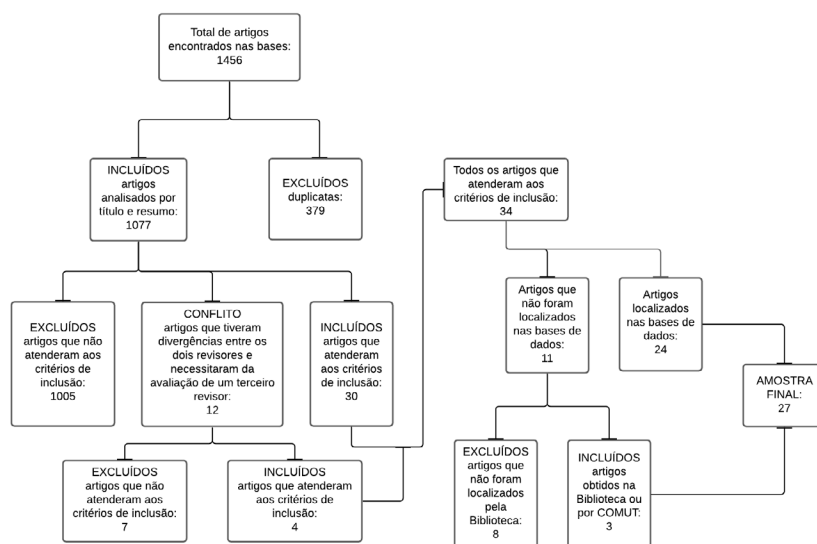 Total de artigos
encontrados nas bases:
1456
INCLUÍDOS
artigos
analisados por
título e resumo:
1077
EXCLUÍDOS
duplicatas:
379
EXCLUÍDOS
artigos que não
atenderam aos
critérios de
inclusão:
1005
CONFLITO
artigos que tiveram
divergências entre os
dois revisores e
necessitaram da
avaliação de um terceiro
revisor:
12
INCLUÍDOS
artigos que
atenderam
aos critérios
de inclusão:
30
EXCLUÍDOS
artigos que não
atenderam aos
critérios de inclusão:
7
INCLUÍDOS
artigos que atenderam
aos critérios de
inclusão:
4
Todos os artigos que
atenderam aos
critérios de inclusão:
34
Artigos que
não foram
localizados
nas bases de
dados:
11
Artigos
localizados
nas bases de
dados:
24
EXCLUÍDOS
artigos que
não foram
localizados
pela
Biblioteca:
8
INCLUÍDOS
artigos
obtidos na
Biblioteca ou
por COMUT:
3
AMOSTRA
FINAL:
27